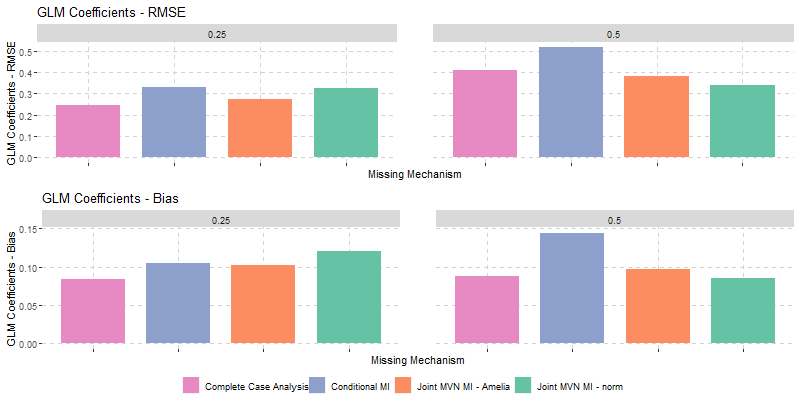 GLM Coefficients - RMSE
0.25
0.5
GLM Coefficients - RMSE
0.5
0.4
0.3
0.2
0.1
0.0
Missing Mechanism
GLM Coefficients - Bias
0.25
0.5
GLM Coefficients - Bias
0.15
0.10
0.05
0.00
Missing Mechanism
Complete Case Analysis Conditional MI Joint MVN MI - Amelia Joint MVN MI - norm